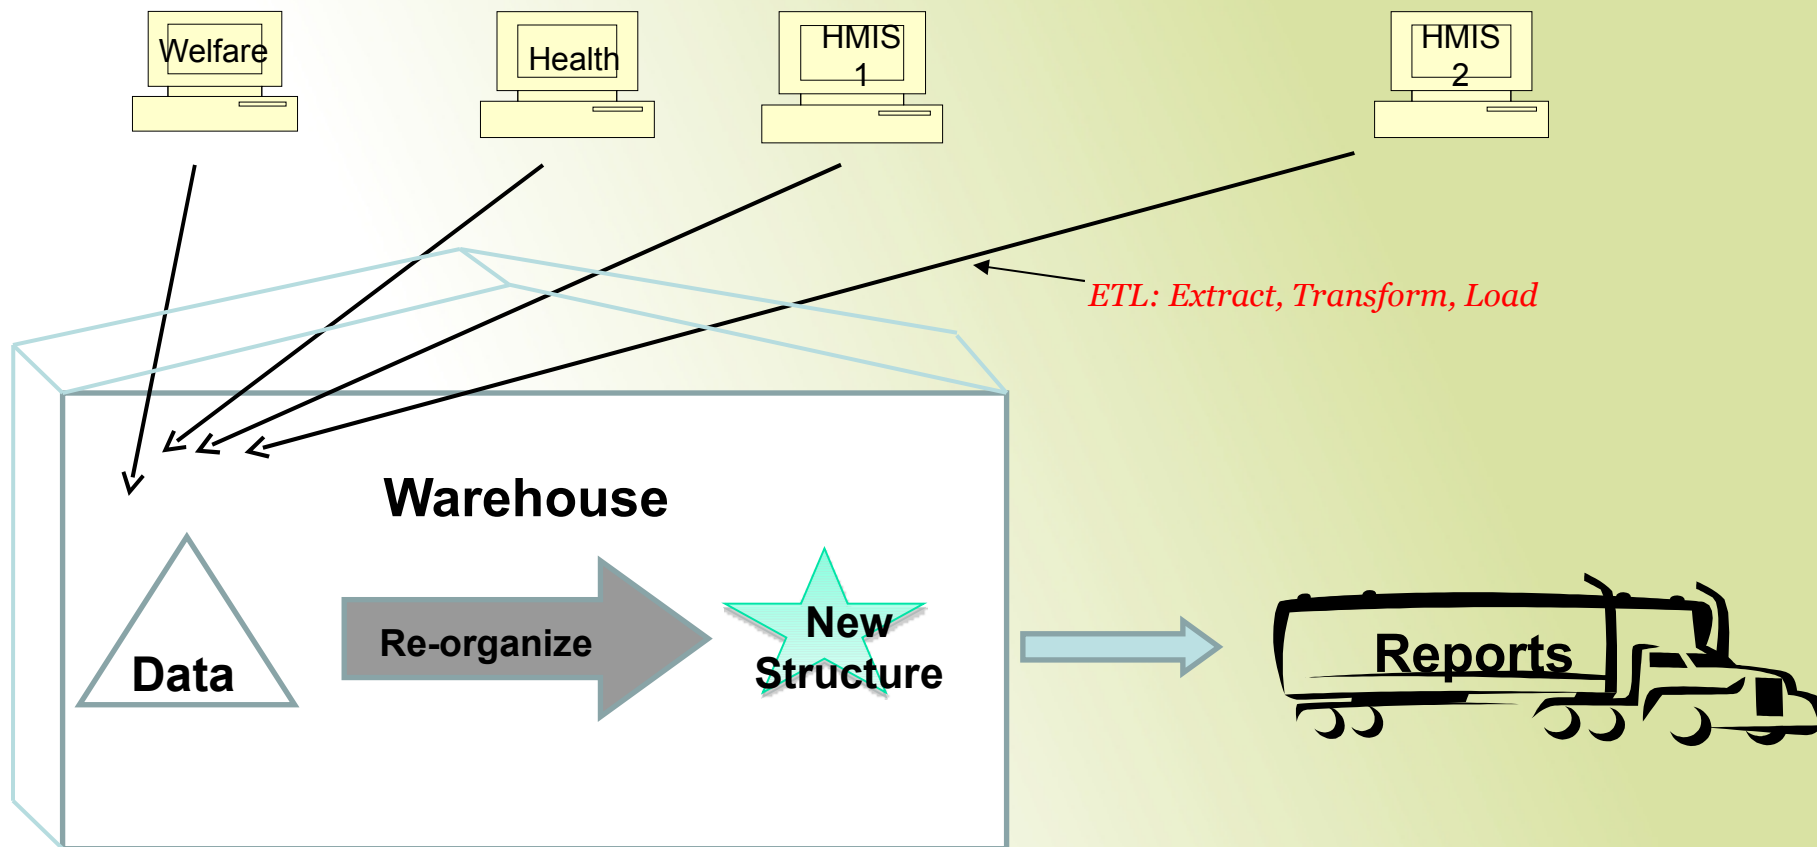 Welfare
Health
HMIS
1
HMIS
2
ETL: Extract, Transform, Load
Warehouse
Data
Re-organize
New
Structure
Reports